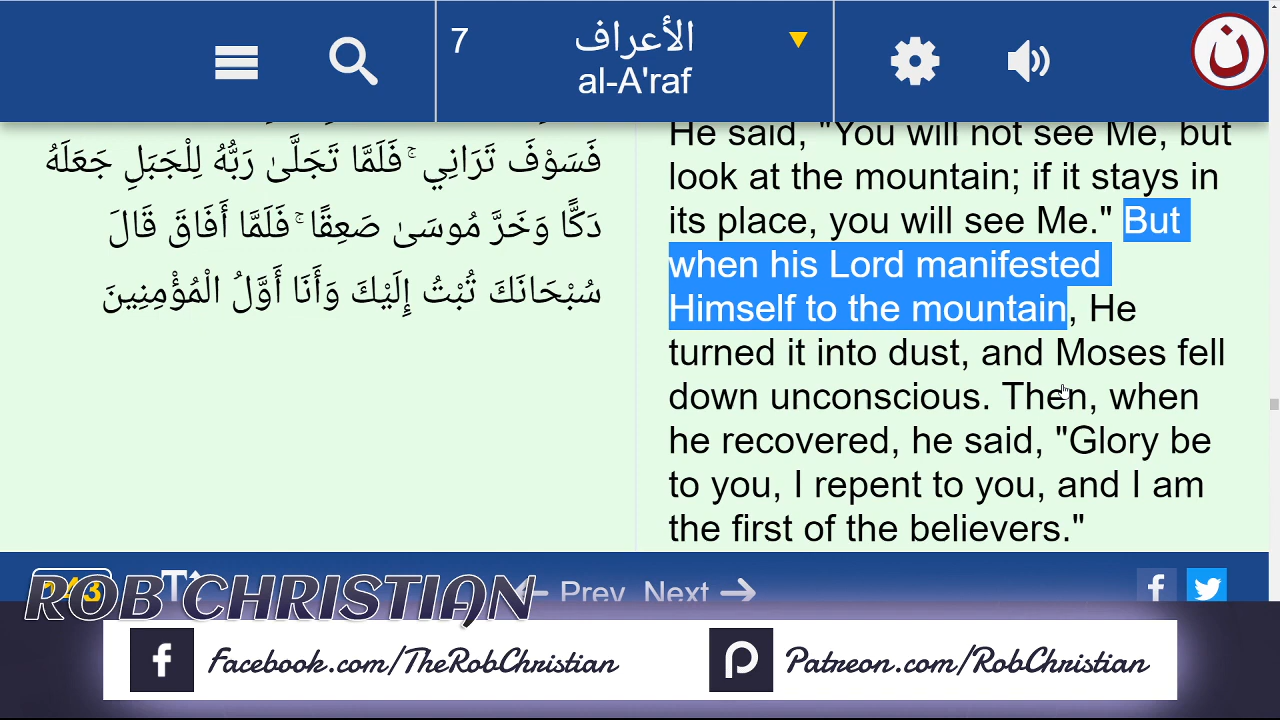 7
الأعراف
al-A'raf
ن
فَسَوْفَ تَرَانِي ۚ فَلَمَّا تَجَلَّىٰ رَبُّهُ لِلْجَبَلِ جَعَلَهُ
دَكًّا وَخَرَّ مُوسَىٰ صَعِقًا ۚ فَلَمَّا أَفَاقَ قَالَ
سُبْحَانَكَ تُبْتُ إِلَيْكَ وَأَنَا أَوَّلُ الْمُؤْمِنِينَ
He said, "You will not see Me, but
look at the mountain; if it stays in
its place, you will see Me." But
when his Lord manifested
Himself to the mountain, He
turned it into dust, and Moses fell
down unconscious. Then, when
he recovered, he said, "Glory be
to you, I repent to you, and I am
the first of the believers."
Prev Next
ROB CHRISTIAN
Facebook.com/TheRobChristian
Patreon.com/RobChristian